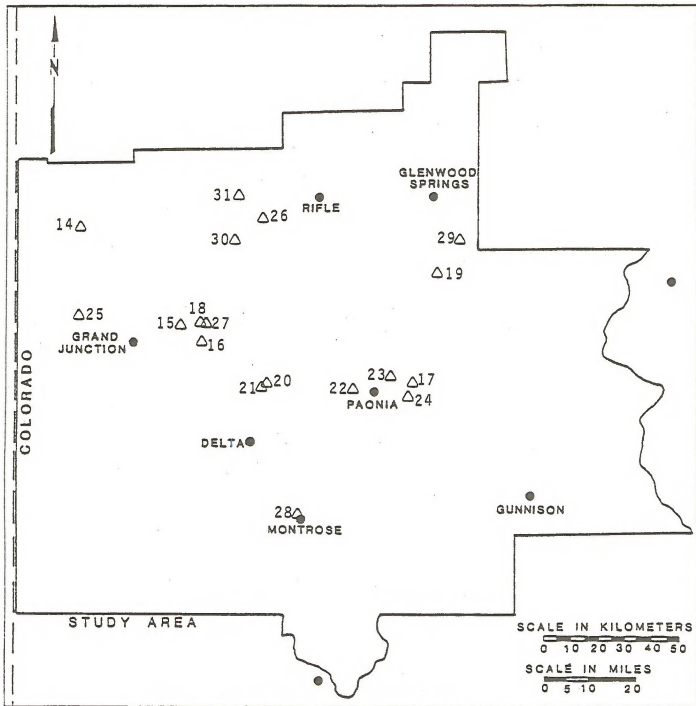 N
GLENWOOD
SPRINGS
31
RIFLE
26
14
30
29
19
25
18
15
27
GRAND
JUNCTION
16
COLORADO
20
21
23
17
22
PAONIA
24
DELTA
28
MONTROSE
GUNNISON
STUDY AREA
SCALE IN KILOMETERS
0 10 20 30 40 50
SCALE IN MILES
0 5 10 20